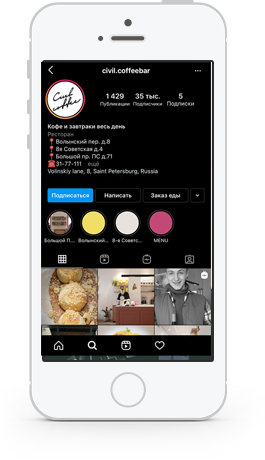 civil.coffeebar
Civil
coffee
1 429
35 тыс.
5
Публикации
Подписчики
Подписки
Кофе и завтраки весь день
Ресторан
Волынский пер. д.8
8я Советская д.4
Большой пр. ПС д.71
31-77-111 ещё
Volinskiy lane, 8, Saint Petersburg, Russia
Подписаться
Написать
Заказ еды
Большой П...
Волынский...
8-я Советс...
MENU